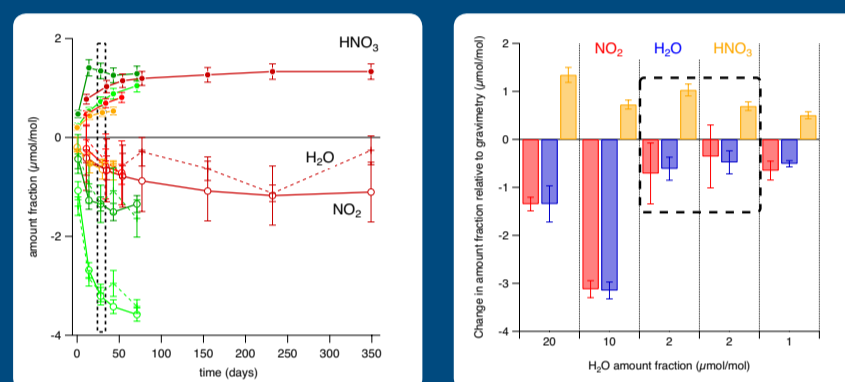 HNO3
H2O
NO2
amount fraction (μmol/mol)
2
0
-2
-4
0
50
100
150
200
250
300
350
time (days)
NO2
H2O
HNO3
Change in amount fraction relative to gravimetry (μmol/mol)
2
1
0
-1
-2
-3
-4
20
10
2
2
1
H2O amount fraction (μmol/mol)